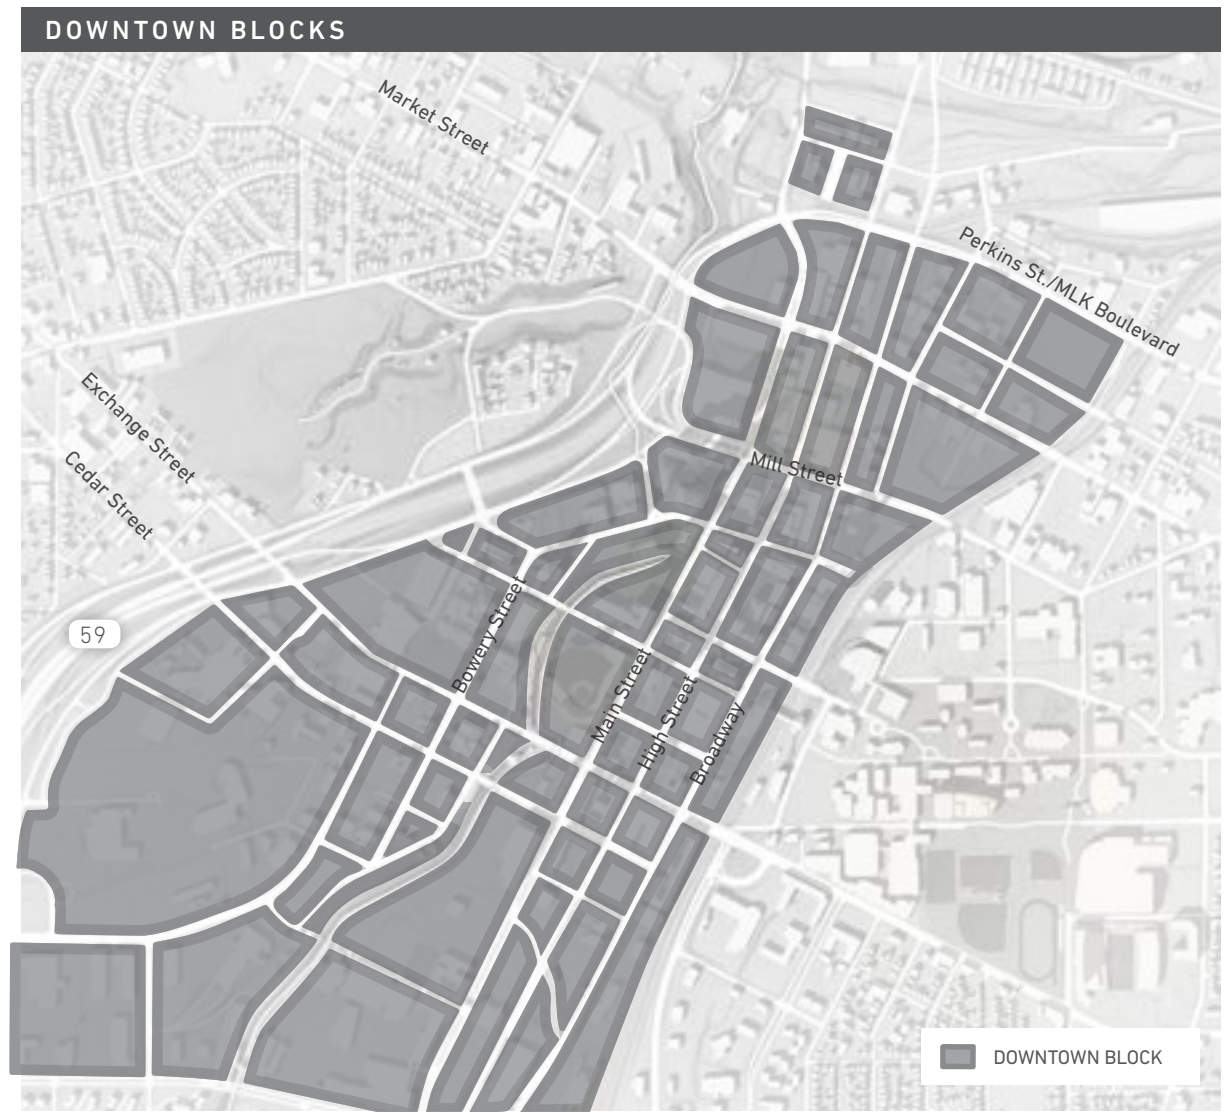 DOWNTOWN BLOCKS
Market Street
Perkins St./MLK Boulevard
Exchange Street
Cedar Street
Mill Street
59
Bowery Street
Main Street
High Street
Broadway
DOWNTOWN BLOCK